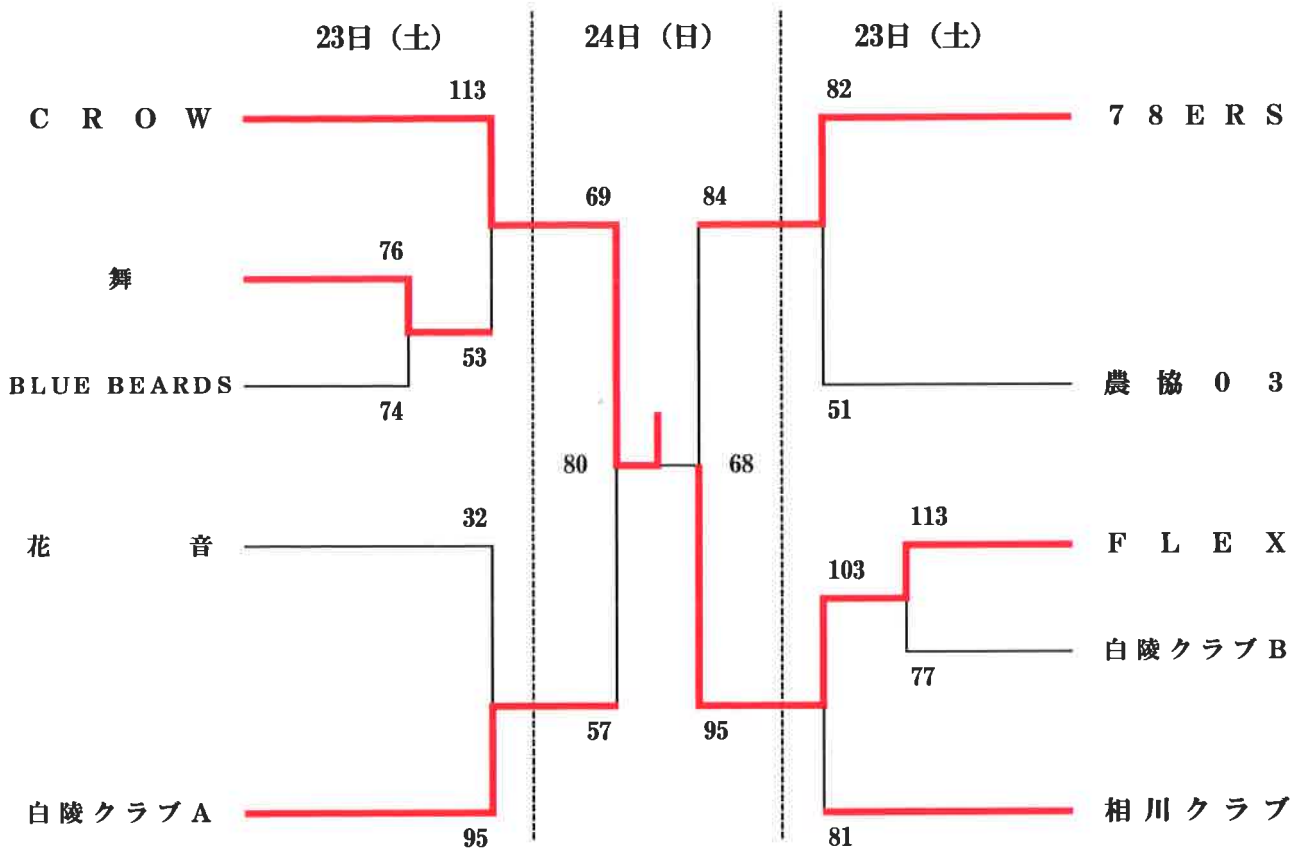 23日（土） 24日（日） 23日（土）
113 82
CROW 78ERS
69 84
76
舞
53
BLUE BEARDS 農協03
74 51
80 68
32 113
花音 FLEX
103
白陵クラブB
77
57 95
白陵クラブA 相川クラブ
95 81